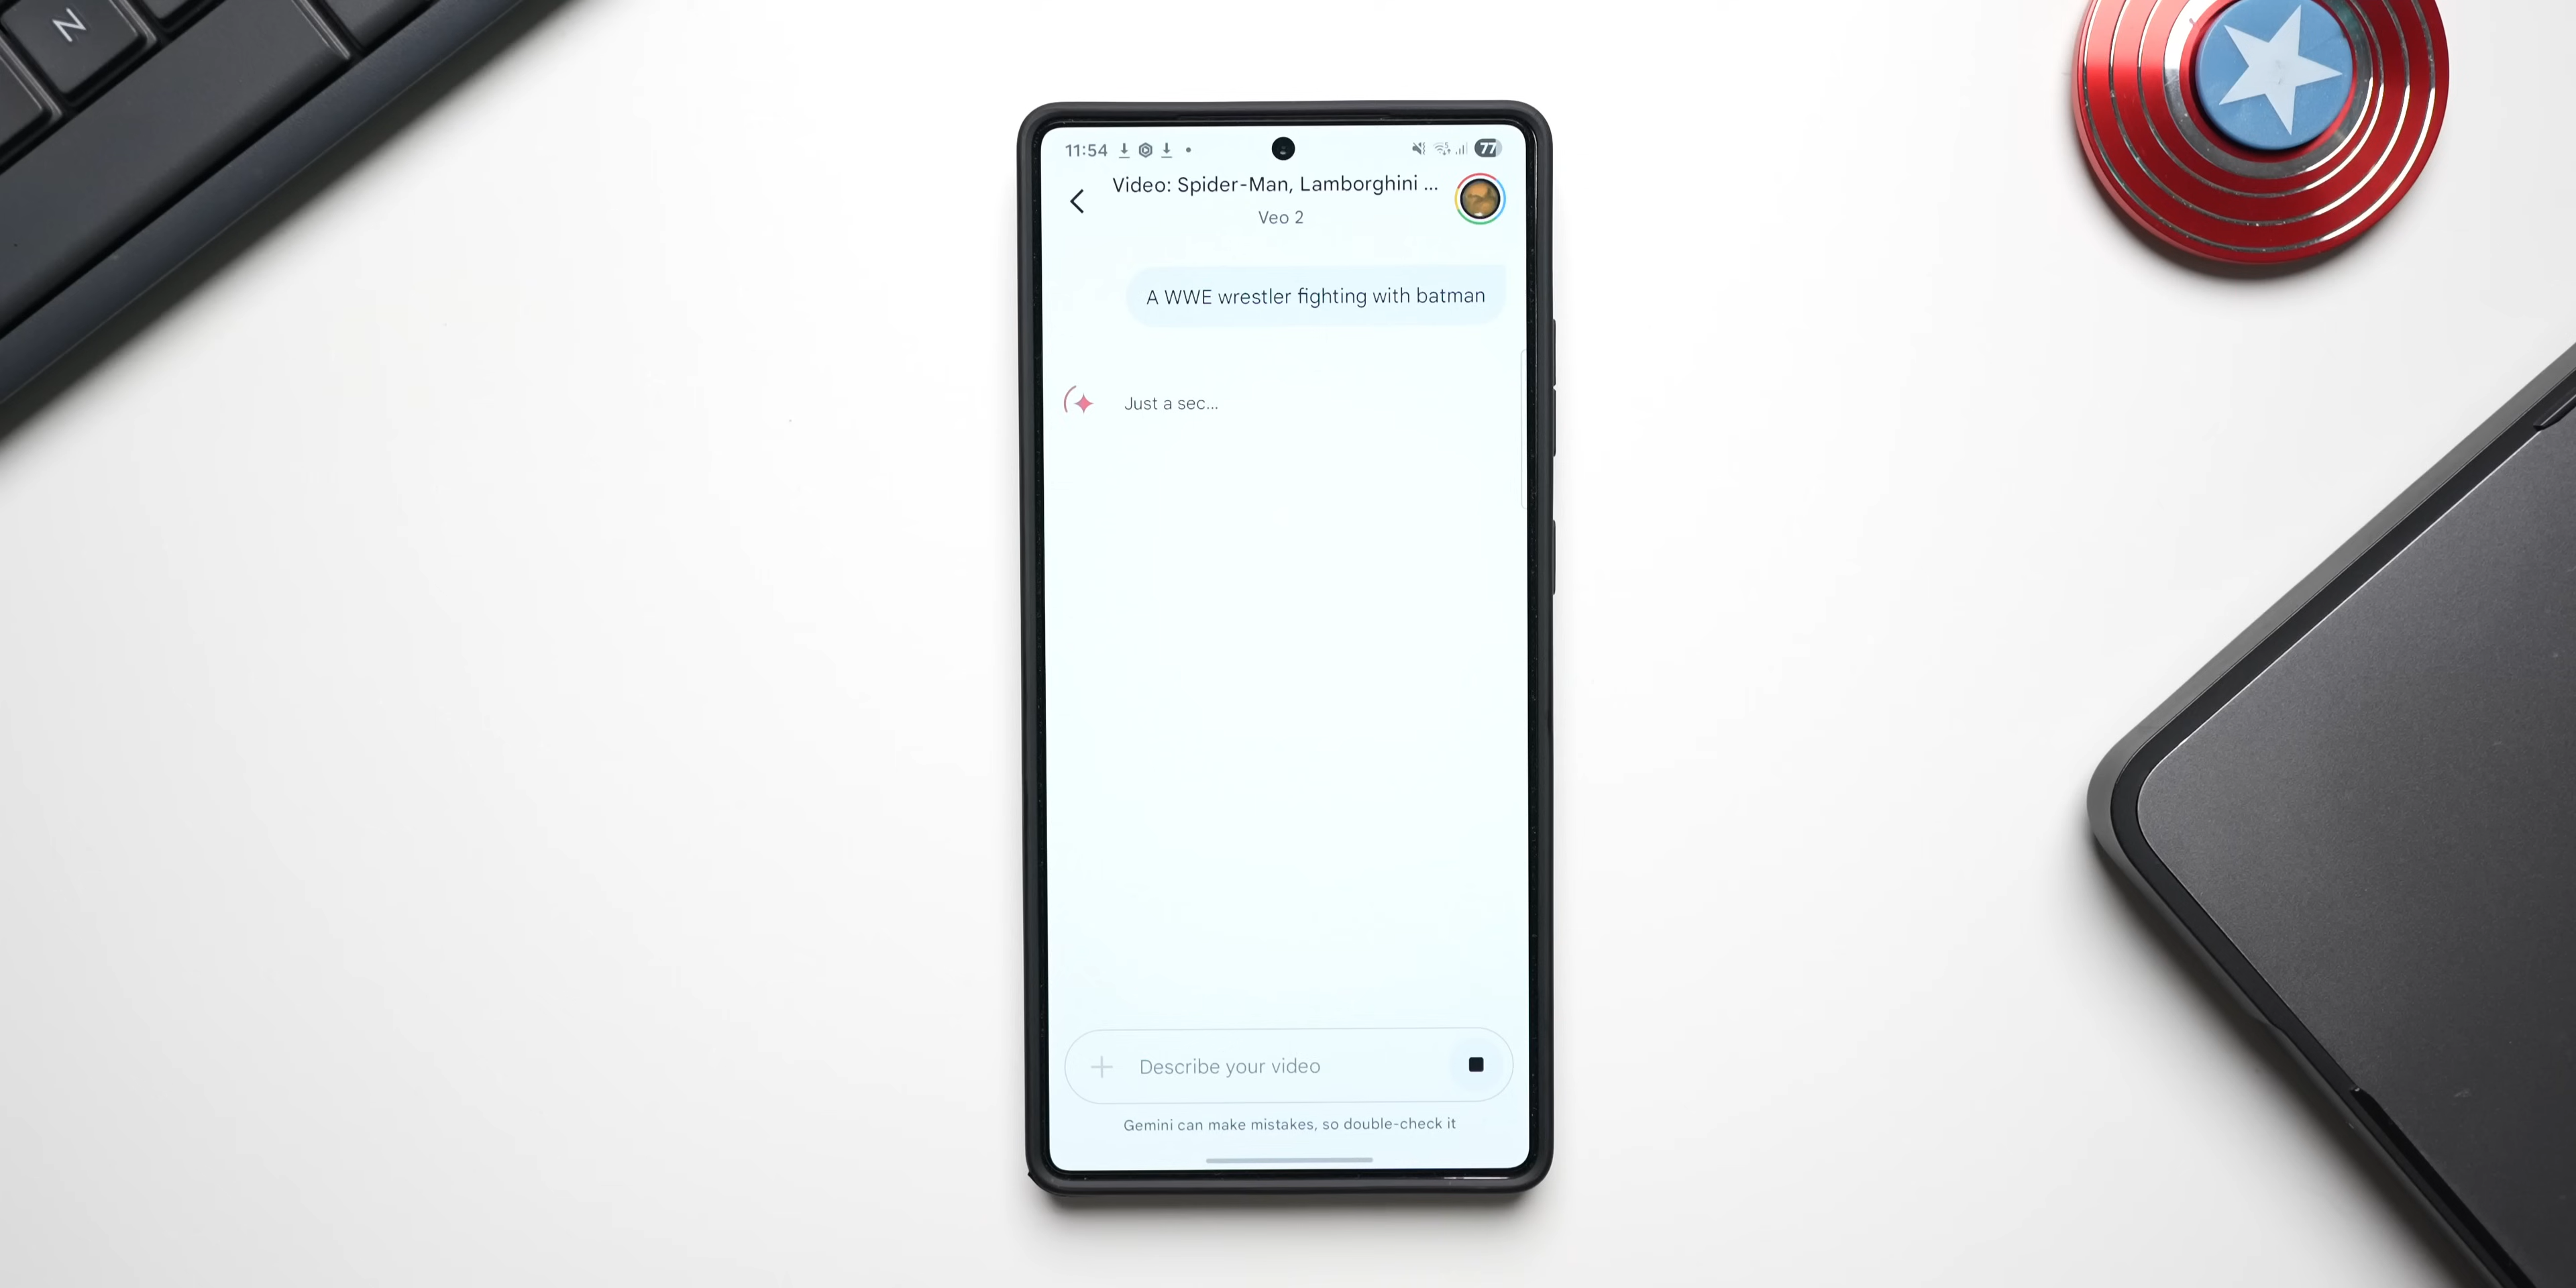 N
11:54
77
Video: Spider-Man, Lamborghini ...
Veo 2
A WWE wrestler fighting with batman
Just a sec...
Describe your video
Gemini can make mistakes, so double-check it